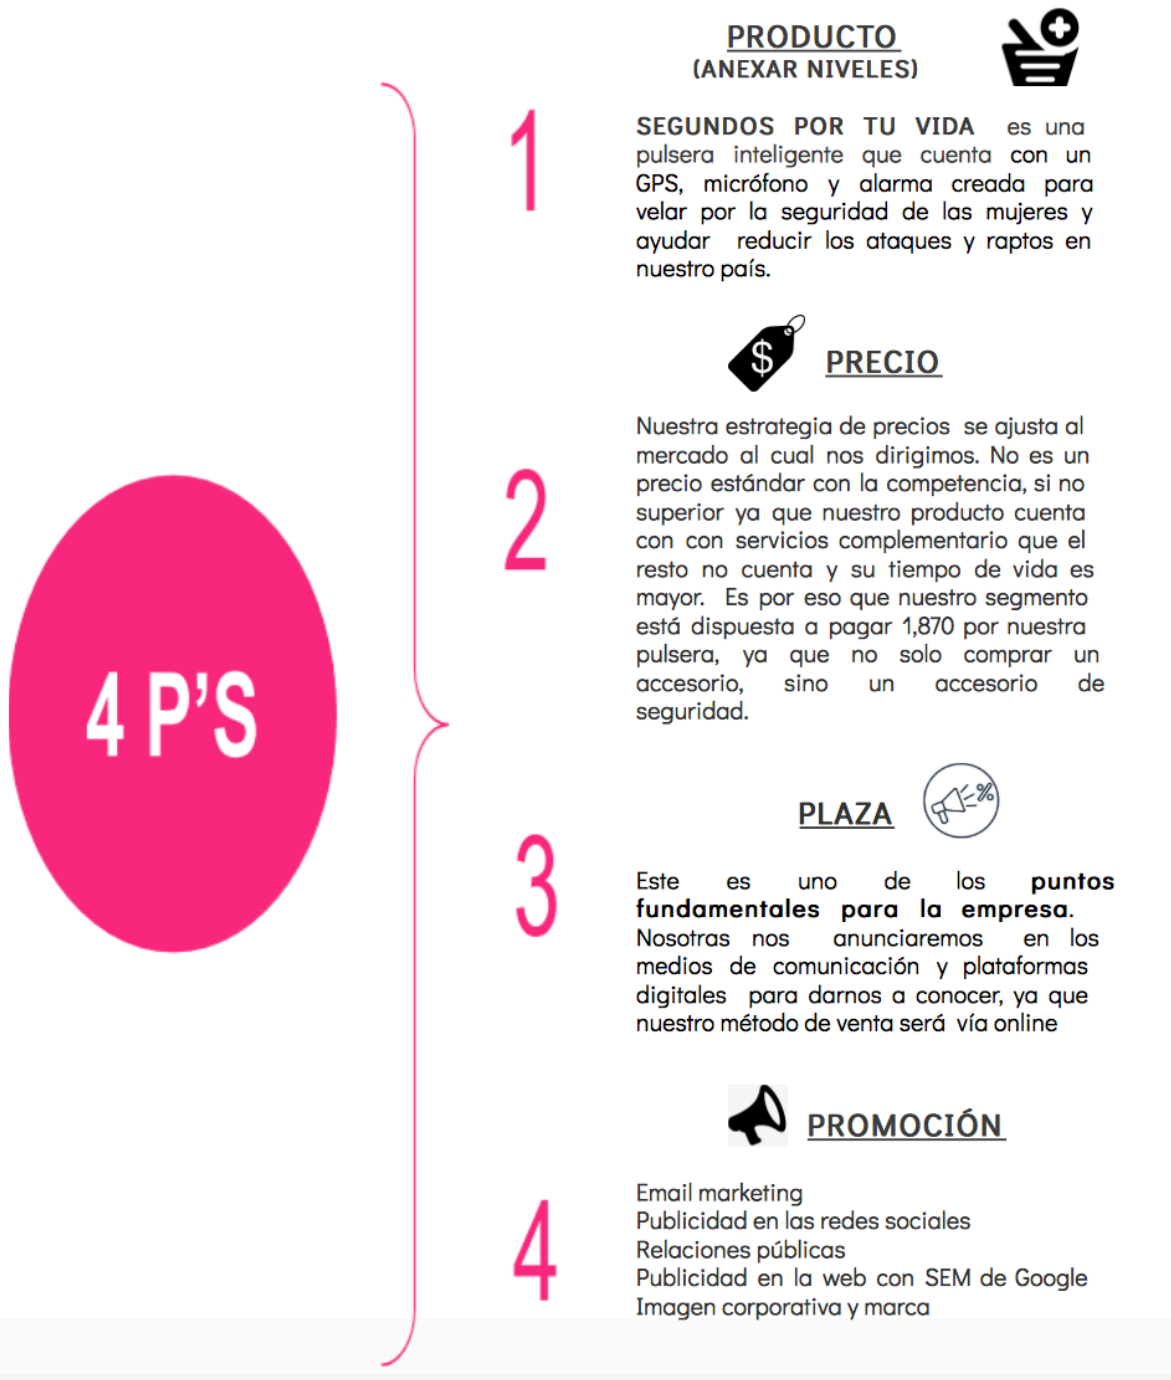 4 P'S
1
PRODUCTO
(ANEXAR NIVELES)
SEGUNDOS POR TU VIDA es una
pulsera inteligente que cuenta con un
GPS, micrófono y alarma creada para
velar por la seguridad de las mujeres y
ayudar reducir los ataques y raptos en
nuestro país.
2
$
PRECIO
Nuestra estrategia de precios se ajusta al
mercado al cual nos dirigimos. No es un
precio estándar con la competencia, si no
superior ya que nuestro producto cuenta
con con servicios complementario que el
resto no cuenta y su tiempo de vida es
mayor. Es por eso que nuestro segmento
está dispuesta a pagar 1,870 por nuestra
pulsera, ya que no solo comprar un
accesorio, sino un accesorio de
seguridad.
3
PLAZA
%
Este es uno de los puntos
fundamentales para la empresa.
Nosotras nos anunciaremos en los
medios de comunicación y plataformas
digitales para darnos a conocer, ya que
nuestro método de venta será vía online
4
PROMOCIÓN
Email marketing
Publicidad en las redes sociales
Relaciones públicas
Publicidad en la web con SEM de Google
Imagen corporativa y marca